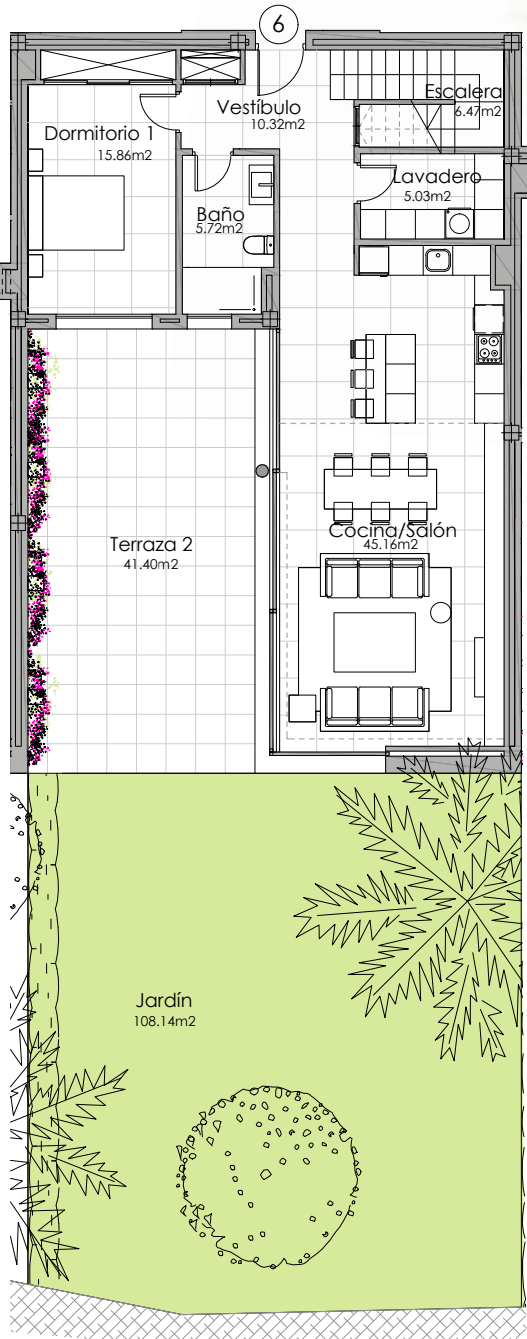 6
Escalera
6.47m2
Vestíbulo
10.32m2
Dormitorio 1
15.86m2
Lavadero
5.03m2
Baño
5.72m2
Cocina/Salón
45.16m2
Terraza 2
41.40m2
Jardín
108.14m2